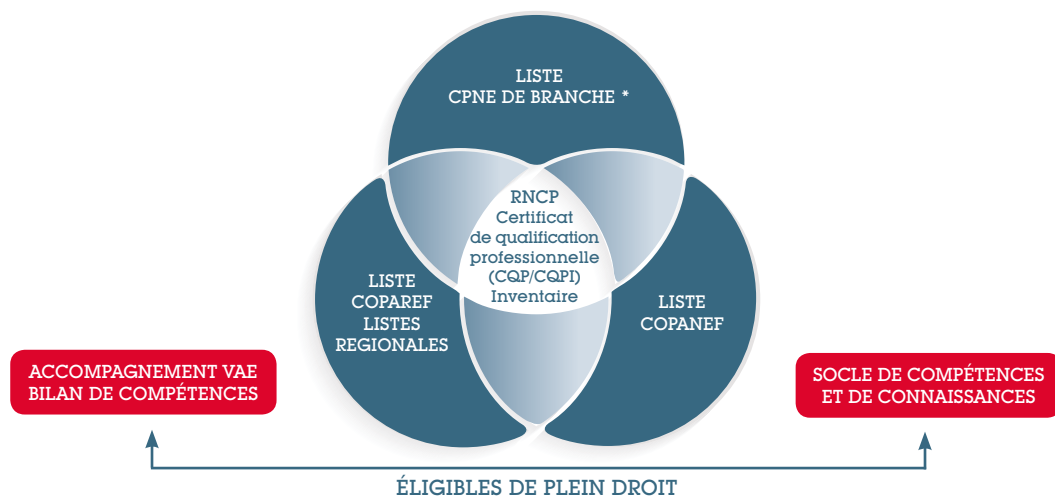 LISTE
CPNE DE BRANCHE *
RNCP
Certificat
de qualification
professionnelle
(CQP/CQPI)
Inventaire
LISTE
COPAREF
LISTES
REGIONALES
LISTE
COPANEF
ACCOMPAGNEMENT VAE
BILAN DE COMPÉTENCES
SOCLE DE COMPÉTENCES
ET DE CONNAISSANCES
ÉLIGIBLES DE PLEIN DROIT